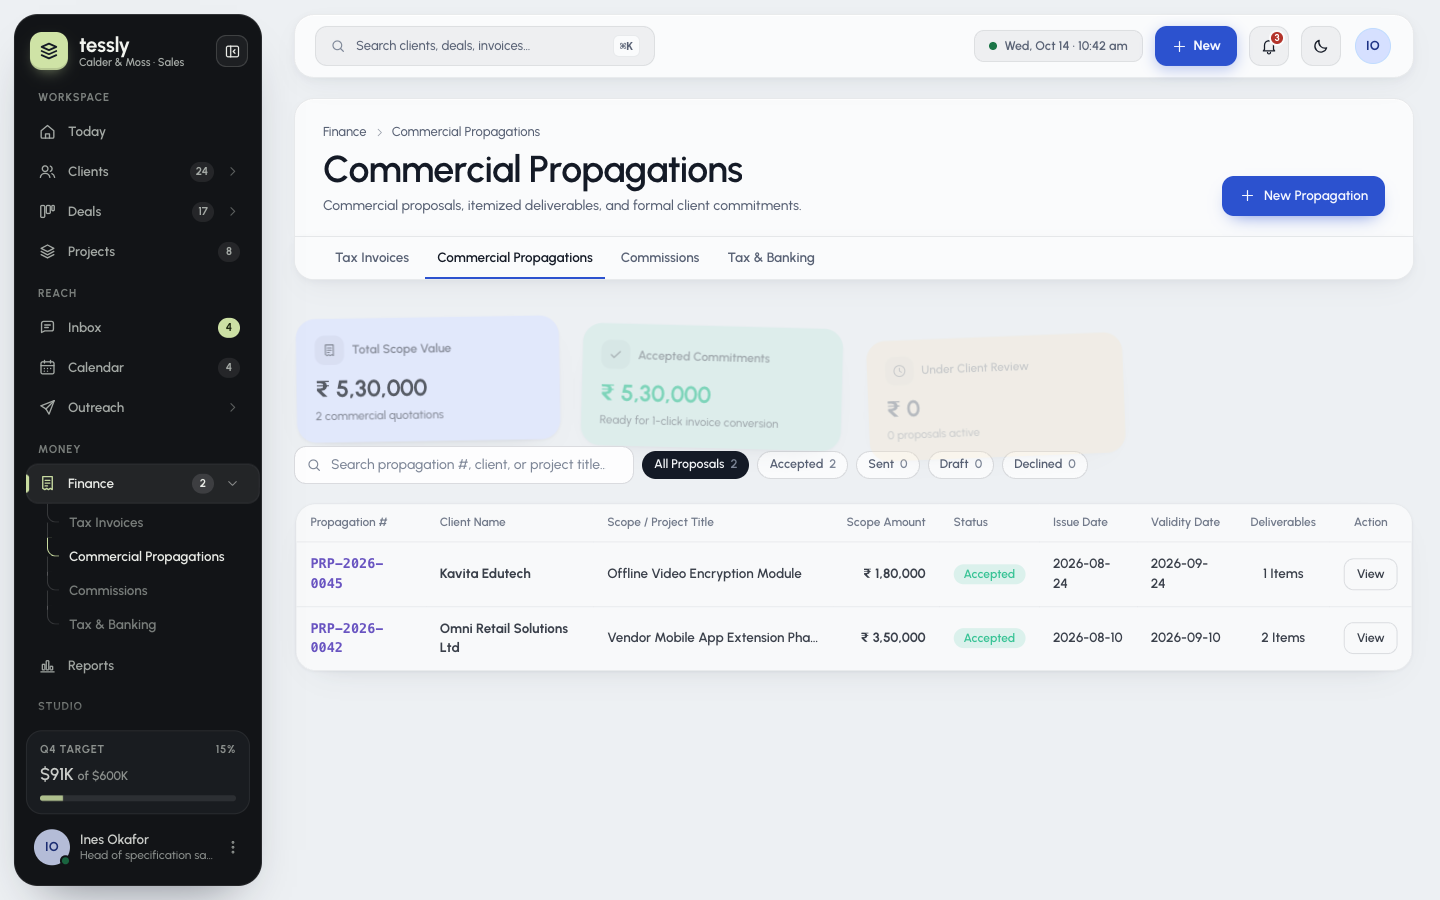 tessly
Calder & Moss · Sales
WORKSPACE
Today
Clients 24
Deals 17
Projects 8
REACH
Inbox 4
Calendar 4
Outreach
MONEY
Finance 2
Tax Invoices
Commercial Propagations
Commissions
Tax & Banking
Reports
STUDIO
Q4 TARGET 15%
$91K of $600K
IO
Ines Okafor
Head of specification sa...
Search clients, deals, invoices... ⌘K
Wed, Oct 14 · 10:42 am
New
3
IO
Finance > Commercial Propagations
Commercial Propagations
Commercial proposals, itemized deliverables, and formal client commitments.
New Propagation
Tax Invoices Commercial Propagations Commissions Tax & Banking
Total Scope Value
₹ 5,30,000
2 commercial quotations
Accepted Commitments
₹ 5,30,000
Ready for 1-click invoice conversion
Under Client Review
₹ 0
0 proposals active
Search propagation #, client, or project title..
All Proposals 2 Accepted 2 Sent 0 Draft 0 Declined 0
Propagation # Client Name Scope / Project Title Scope Amount Status Issue Date Validity Date Deliverables Action
PRP-2026-
0045
Kavita Edutech
Offline Video Encryption Module
₹ 1,80,000
Accepted
2026-08-
24
2026-09-
24
1 Items
View
PRP-2026-
0042
Omni Retail Solutions
Ltd
Vendor Mobile App Extension Pha...
₹ 3,50,000
Accepted
2026-08-10
2026-09-10
2 Items
View